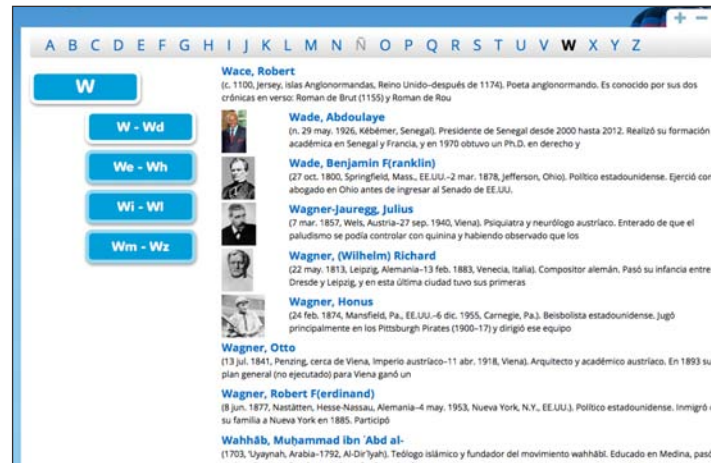 A B C D E F G H I J K L M N Ñ O P Q R S T U V W X Y Z
W
W - Wd
We - Wh
Wi - Wl
Wm - Wz
Wace, Robert
(c. 1100, Jersey, islas Anglonormandas, Reino Unido–después de 1174). Poeta anglonormando. Es conocido por sus dos
crónicas en verso: Roman de Brut (1155) y Roman de Rou
Wade, Abdoulaye
(n. 29 may. 1926, Kébémer, Senegal). Presidente de Senegal desde 2000 hasta 2012. Realizó su formación
académica en Senegal y Francia, y en 1970 obtuvo un Ph.D. en derecho y
Wade, Benjamin F(ranklin)
(27 oct. 1800, Springfield, Mass., EE.UU.–2 mar. 1878, Jefferson, Ohio). Político estadounidense. Ejerció con
abogado en Ohio antes de ingresar al Senado de EE.UU.
Wagner-Jauregg, Julius
(7 mar. 1857, Wels, Austria–27 sep. 1940, Viena). Psiquiatra y neurólogo austríaco. Enterado de que el
paludismo se podía controlar con quinina y habiendo observado que los
Wagner, (Wilhelm) Richard
(22 may. 1813, Leipzig, Alemania–13 feb. 1883, Venecia, Italia). Compositor alemán. Pasó su infancia entre
Dresde y Leipzig, y en esta última ciudad tuvo sus primeras
Wagner, Honus
(24 feb. 1874, Mansfield, Pa., EE.UU.–6 dic. 1955, Carnegie, Pa.). Beisbolista estadounidense. Jugó
principalmente en los Pittsburgh Pirates (1900–17) y dirigió ese equipo
Wagner, Otto
(13 jul. 1841, Penzing, cerca de Viena, Imperio austríaco–11 abr. 1918, Viena). Arquitecto y académico austríaco. En 1893 su
plan general (no ejecutado) para Viena ganó un
Wagner, Robert F(erdinand)
(8 jun. 1877, Nastätten, Hesse-Nassau, Alemania–4 may. 1953, Nueva York, N.Y., EE.UU.). Político estadounidense. Inmigró
su familia a Nueva York en 1885. Participó
Wahhāb, Muḥammad ibn ʿAbd al-
(1703, ʿUyaynah, Arabia–1792, Al-Dirʿīyah). Teólogo islámico y fundador del movimiento wahhābī. Educado en Medina, pasó